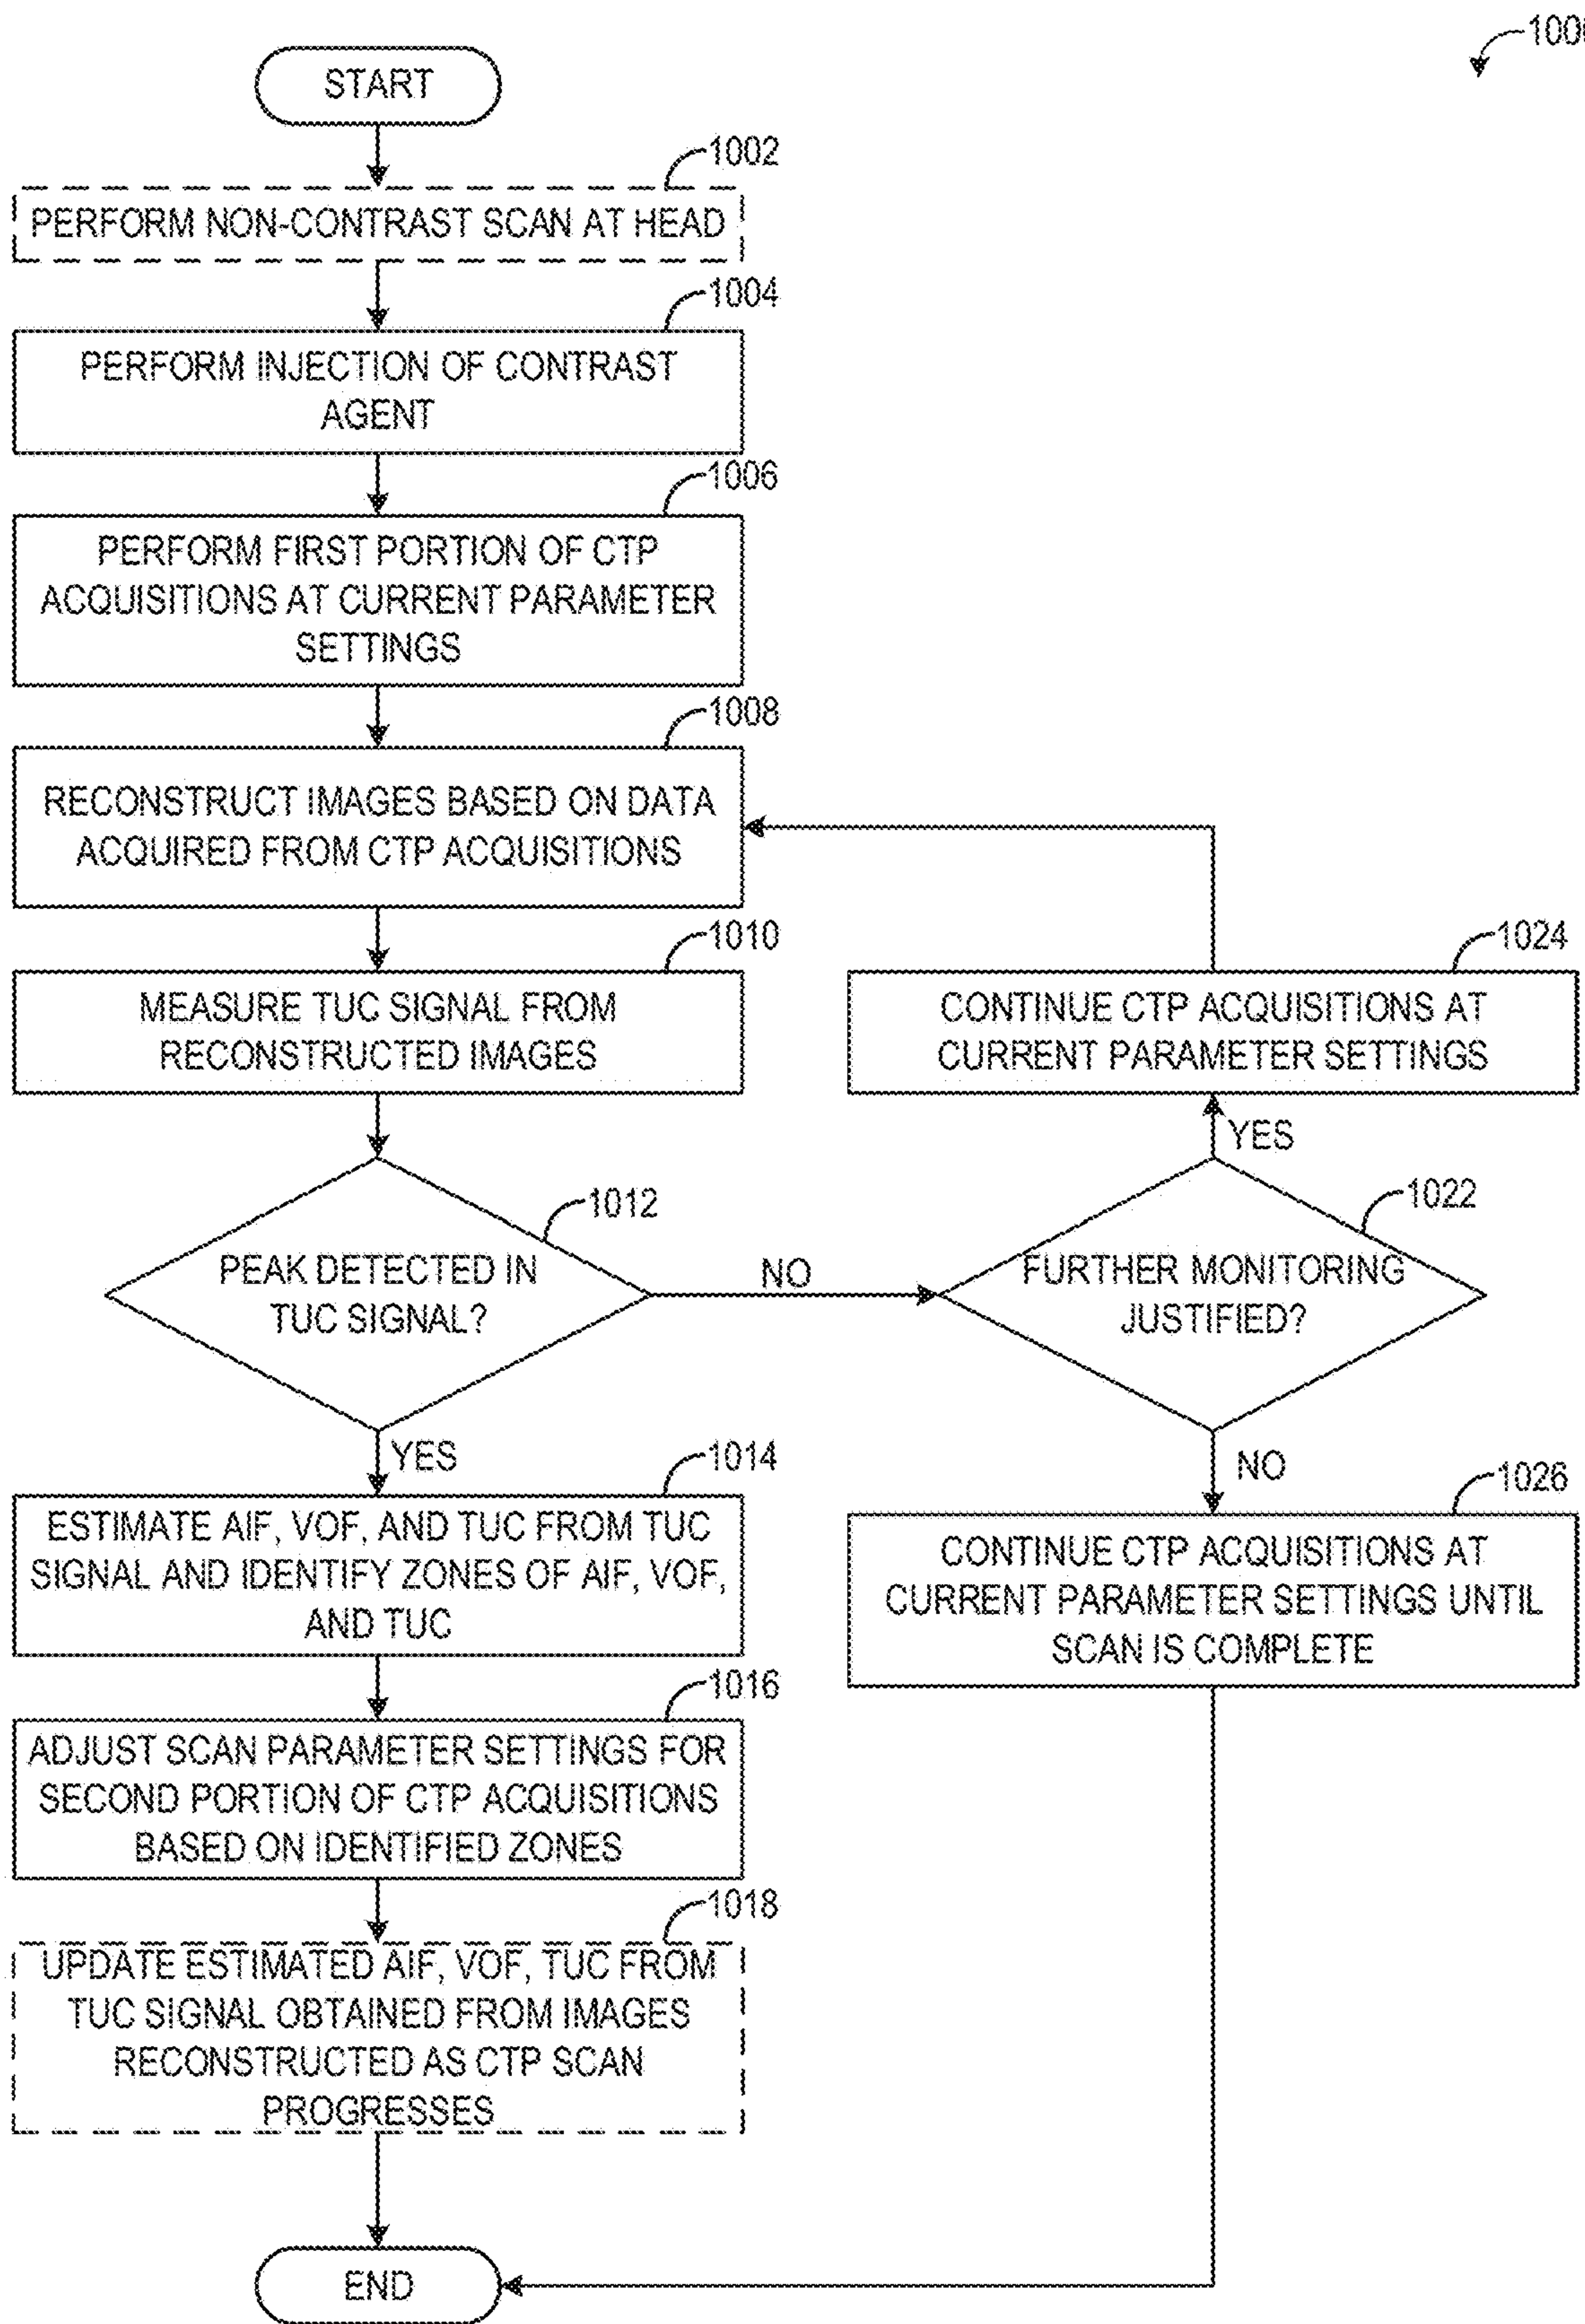 100
START
1002
PERFORM NON-CONTRAST SCAN AT HEAD
1004
PERFORM INJECTION OF CONTRAST
AGENT
1006
PERFORM FIRST PORTION OF CTP
ACQUISITIONS AT CURRENT PARAMETER
SETTINGS
1008
RECONSTRUCT IMAGES BASED ON DATA
ACQUIRED FROM CTP ACQUISITIONS
1010
MEASURE TUC SIGNAL FROM
RECONSTRUCTED IMAGES
1024
CONTINUE CTP ACQUISITIONS AT
CURRENT PARAMETER SETTINGS
YES
1012
PEAK DETECTED IN
TUC SIGNAL?
NO
1022
FURTHER MONITORING
JUSTIFIED?
YES
NO
1014
ESTIMATE AIF, VOF, AND TUC FROM TUC
SIGNAL AND IDENTIFY ZONES OF AIF, VOF,
AND TUC
1026
CONTINUE CTP ACQUISITIONS AT
CURRENT PARAMETER SETTINGS UNTIL
SCAN IS COMPLETE
1016
ADJUST SCAN PARAMETER SETTINGS FOR
SECOND PORTION OF CTP ACQUISITIONS
BASED ON IDENTIFIED ZONES
1018
UPDATE ESTIMATED AIF, VOF, TUC FROM
TUC SIGNAL OBTAINED FROM IMAGES
RECONSTRUCTED AS CTP SCAN
PROGRESSES
END